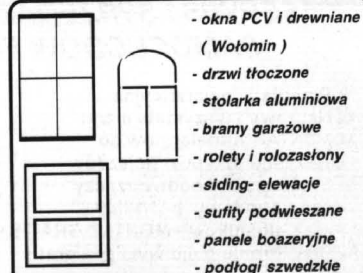 - okna PCV i drewniane
( Wołomin )
- drzwi tłoczone
- stolarka aluminiowa
- bramy garażowe
- rolety i rolozasłony
- siding- elewacje
- sufity podwieszane
- panele boazeryjne
- podłogi szwedzkie